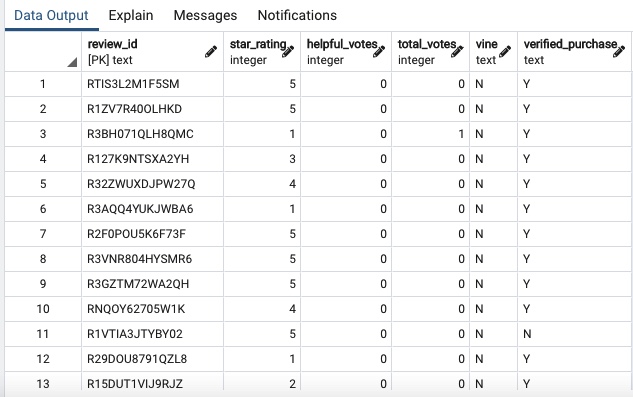 Data Output Explain Messages Notifications
review_id star_rating helpful_votes total_votes vine verified_purchase
[PK] text integer integer integer text text
1 RTIS3L2M1F5SM 5 0 0 N Y
2 R1ZV7R40OLHKD 5 0 0 N Y
3 R3BH071QLH8QMC 1 0 1 N Y
4 R127K9NTSXA2YH 3 0 0 N Y
5 R32ZWUXDJPW27Q 4 0 0 N Y
6 R3AQQ4YUKJWBA6 1 0 0 N Y
7 R2F0POU5K6F73F 5 0 0 N Y
8 R3VNR804HYSMR6 5 0 0 N Y
9 R3GZTM72WA2QH 5 0 0 N Y
10 RNQOY62705W1K 4 0 0 N Y
11 R1VTIA3JTYBY02 5 0 0 N N
12 R29DOU8791QZL8 1 0 0 N Y
13 R15DUT1VIJ9RJZ 2 0 0 N Y